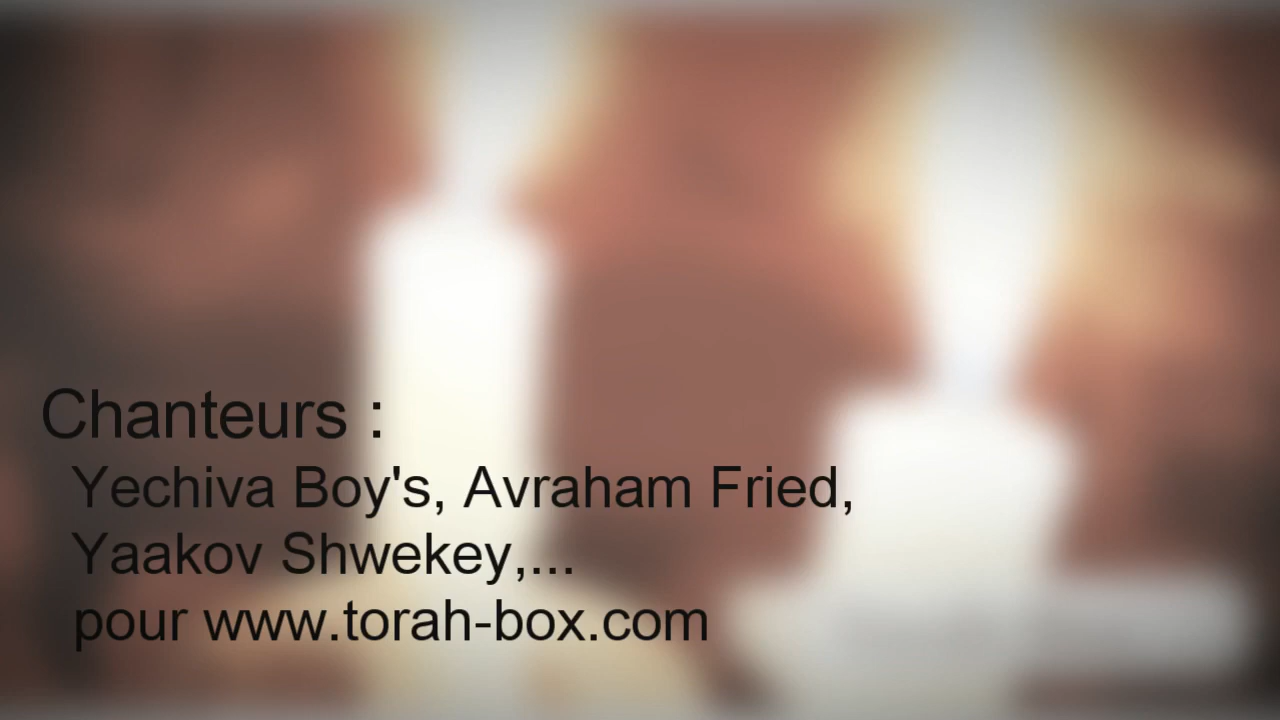 Chanteurs :
Yechiva Boy's, Avraham Fried,
Yaakov Shwekey,...
pour www.torah-box.com